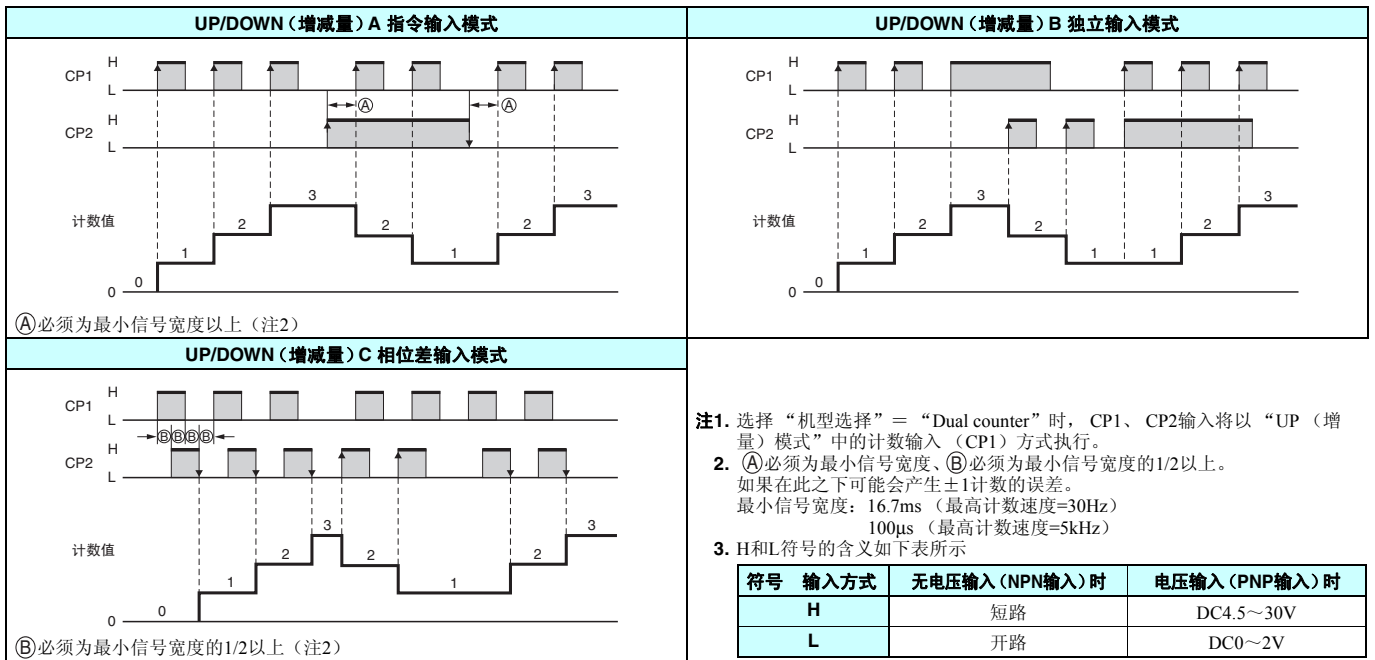 UP/DOWN（增减量）A 指令输入模式
CP1 H
L
Ⓐ Ⓐ
CP2 H
L
计数值
0 1 2 3 2 1 2 3
0
Ⓐ必须为最小信号宽度以上（注2）
UP/DOWN（增减量）B 独立输入模式
CP1 H
L
CP2 H
L
计数值
0 1 2 3 2 1 1 2 3
0
UP/DOWN（增减量）C 相位差输入模式
CP1 H
L
ⒷⒷⒷⒷ
CP2 H
L
计数值
0 1 2 3 2 1 2 3
0
Ⓑ必须为最小信号宽度的1/2以上（注2）
注1. 选择 “机型选择”＝ “Dual counter”时， CP1、 CP2输入将以 “UP （增
量）模式”中的计数输入 （CP1）方式执行。
2. Ⓐ必须为最小信号宽度、Ⓑ必须为最小信号宽度的1/2以上。
如果在此之下可能会产生±1计数的误差。
最小信号宽度：16.7ms （最高计数速度=30Hz）
100μs （最高计数速度=5kHz）
3. H和L符号的含义如下表所示
符号 输入方式 无电压输入（NPN输入）时 电压输入（PNP输入）时
H 短路 DC4.5～30V
L 开路 DC0～2V